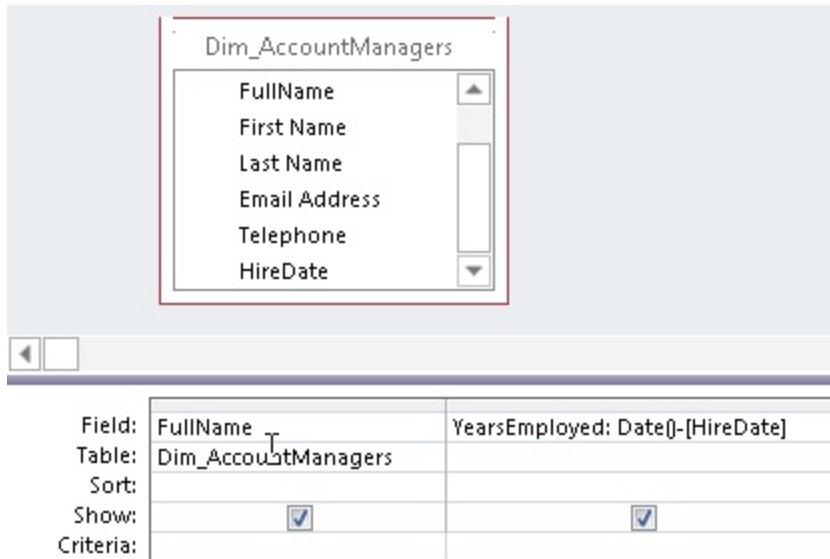 Dim_AccountManagers
FullName
First Name
Last Name
Email Address
Telephone
HireDate
Field: FullName YearsEmployed: Date()-[HireDate]
Table: Dim_AccountManagers
Sort:
Show:
Criteria: